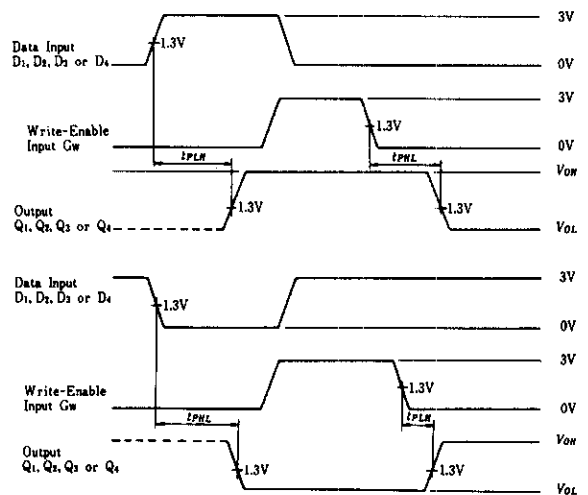 3V
Data Input
D₁, D₂, D₃ or D₄
1.3V
0V
3V
Write-Enable
Input Gw
1.3V
0V
tPLH
tPHL
VOH
Output
Q₁, Q₂, Q₃ or Q₄
1.3V
1.3V
VOL
Data Input
D₁, D₂, D₃ or D₄
3V
1.3V
0V
3V
Write-Enable
Input Gw
1.3V
0V
tPHL
tPLH
VOH
Output
Q₁, Q₂, Q₃ or Q₄
1.3V
1.3V
VOL